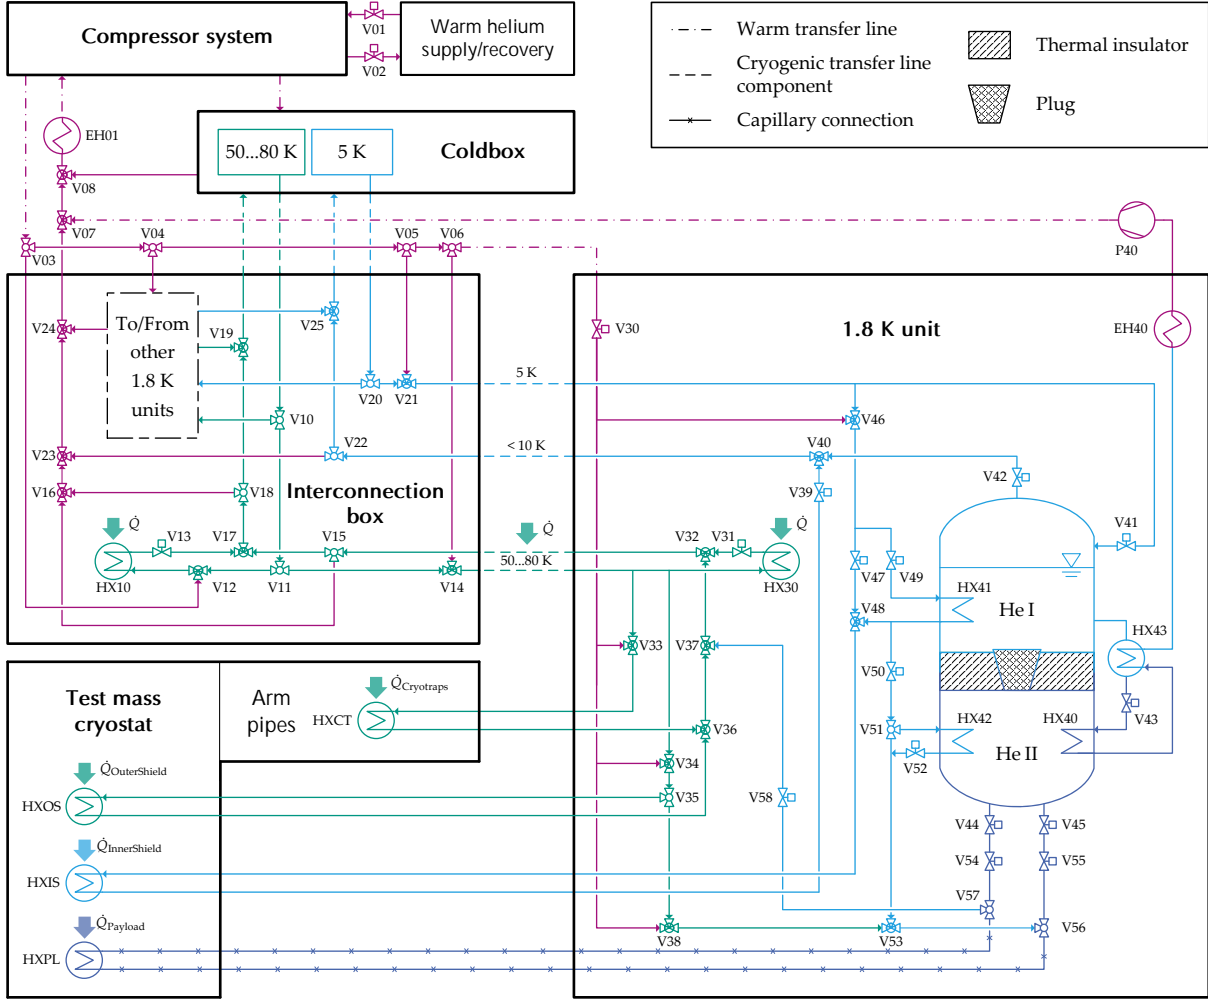 Compressor system
V01
V02
Warm helium
supply/recovery
Warm transfer line
Cryogenic transfer line
component
Capillary connection
Thermal insulator
Plug
EH01
50...80 K
5 K
Coldbox
V08
V07
V03
V04
V05
V06
P40
To/From
other
1.8 K
units
V24
V19
V25
V30
1.8 K unit
EH40
5 K
V20
V21
V10
V46
V23
V22
< 10 K
V40
V42
V16
V18
Interconnection
box
V39
Q̇
V13
V17
V15
Q̇
V32
V31
Q̇
V41
HX10
V12
V11
50...80 K
V14
HX30
V47
V49
HX41
He I
V48
V33
V37
HX43
V50
Test mass
cryostat
Arm
pipes
Q̇Cryotraps
HXCT
V36
V51
HX42
HX40
V43
He II
V52
V34
Q̇OuterShield
HXOS
V35
V58
V44
V45
Q̇InnerShield
HXIS
V54
V55
V57
Q̇Payload
HXPL
V38
V53
V56